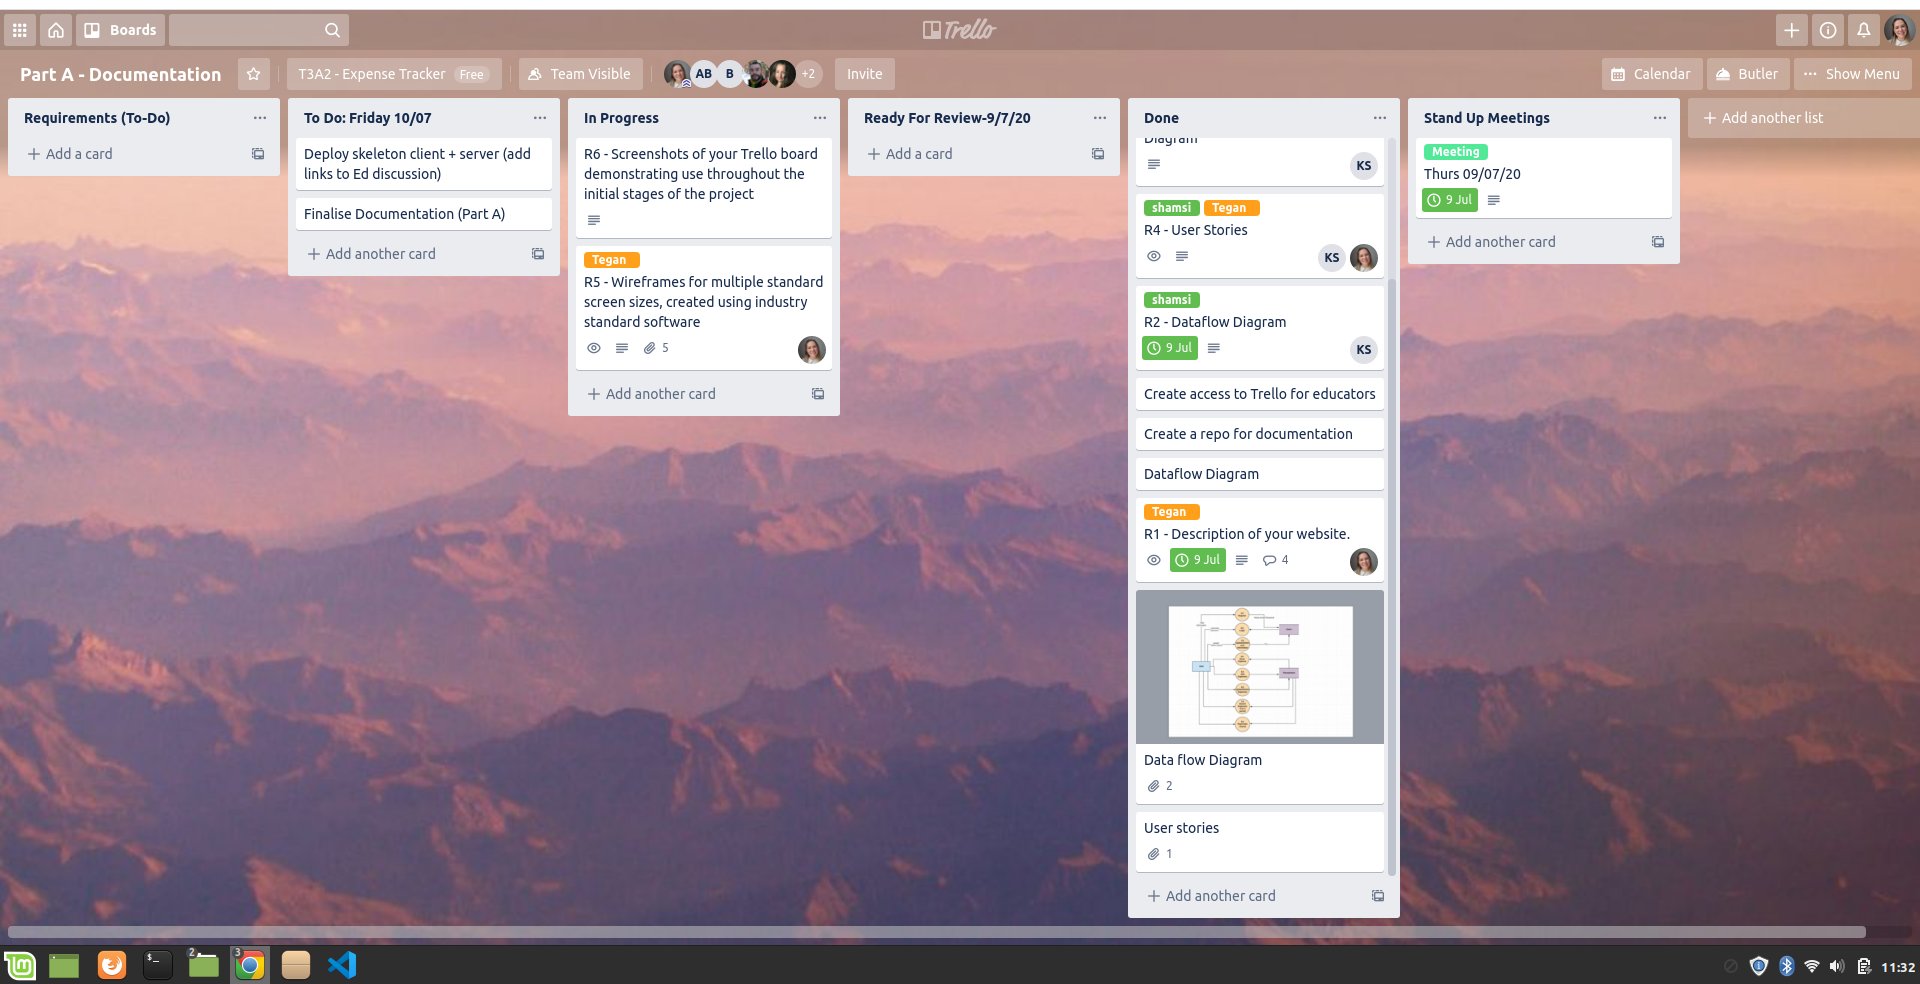 Boards
Trello
Part A - Documentation
T3A2 - Expense Tracker Free
Team Visible
AB
B
+2
Invite
Calendar
Butler
Show Menu
Requirements (To-Do)
Add a card
To Do: Friday 10/07
Deploy skeleton client + server (add
links to Ed discussion)
Finalise Documentation (Part A)
Add another card
In Progress
R6 - Screenshots of your Trello board
demonstrating use throughout the
initial stages of the project
Tegan
R5 - Wireframes for multiple standard
screen sizes, created using industry
standard software
5
Add another card
Ready For Review-9/7/20
Add a card
Done
Diagram
KS
shamsi Tegan
R4 - User Stories
KS
shamsi
R2 - Dataflow Diagram
9 Jul
KS
Create access to Trello for educators
Create a repo for documentation
Dataflow Diagram
Tegan
R1 - Description of your website.
9 Jul 4
Data flow Diagram
2
User stories
1
Add another card
Stand Up Meetings
Meeting
Thurs 09/07/20
9 Jul
Add another card
Add another list
$_
2
3
11:32